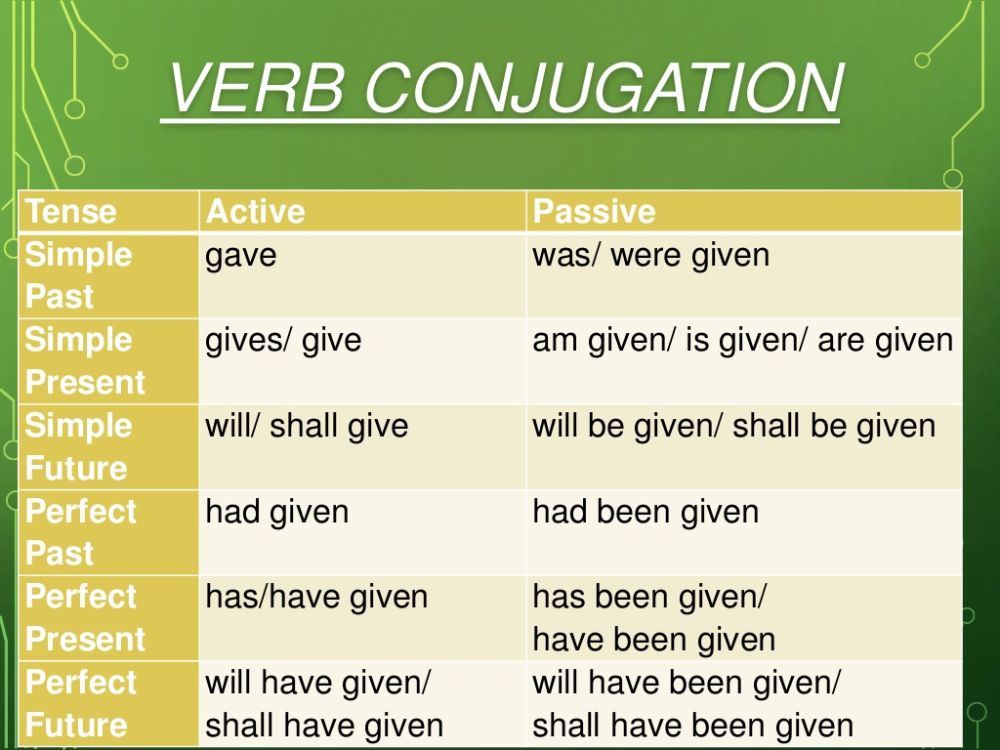 VERB CONJUGATION
Tense Active Passive
Simple Past gave was/ were given
Simple Present gives/ give am given/ is given/ are given
Simple Future will/ shall give will be given/ shall be given
Perfect Past had given had been given
Perfect Present has/have given has been given/ have been given
Perfect Future will have given/ shall have given will have been given/ shall have been given